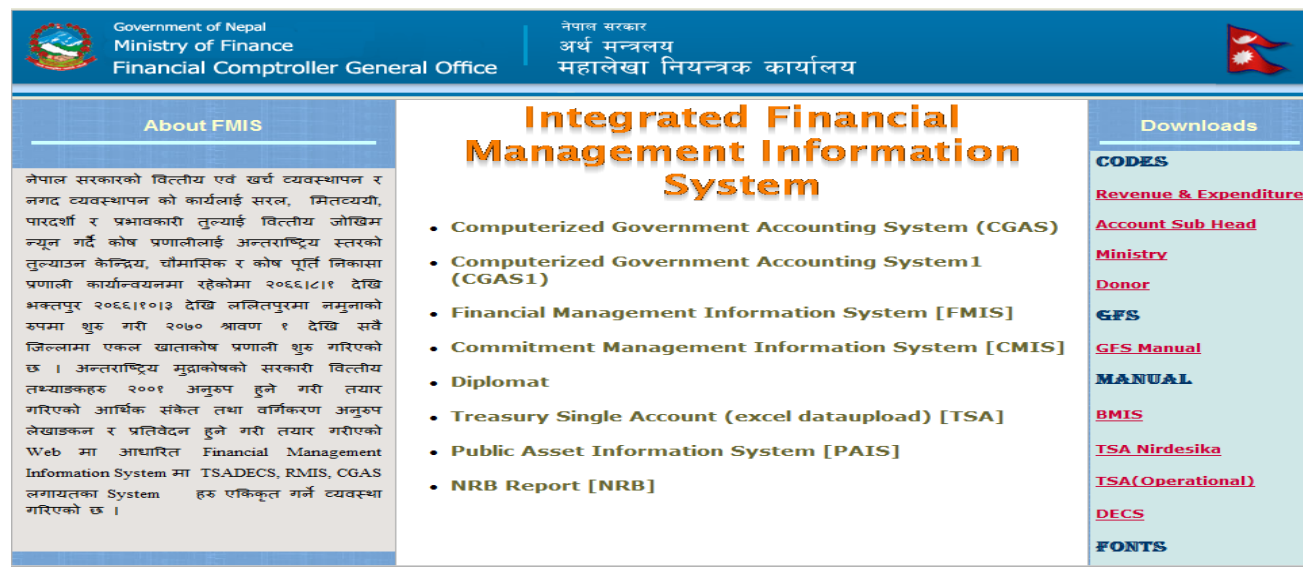 Government of Nepal
Ministry of Finance
Financial Comptroller General Office
नेपाल सरकार
अर्थ मन्त्रलय
महालेखा नियन्त्रक कार्यालय
About FMIS
नेपाल सरकारको वित्तीय एवं खर्च व्यवस्थापन र
नगद व्यवस्थापन को कार्यलाई सरल, मितव्ययी,
पारदर्शी र प्रभावकारी तुल्याई वित्तीय जोखिम
न्यून गर्दै कोष प्रणालीलाई अन्तराष्ट्रिय स्तरको
तुल्याउन केन्द्रिय, चौमासिक र कोष पूर्ति निकासा
प्रणाली कार्यान्वयनमा रहेकोमा २०६६।८।१ देखि
भक्तपुर २०६६।१०।३ देखि ललितपुरमा नमुनाको
रुपमा शुरु गरी २०७० श्रावण १ देखि सवै
जिल्लामा एकल खाताकोष प्रणाली शुरु गरिएको
छ । अन्तराष्ट्रिय मुद्राकोषको सरकारी वित्तीय
तथ्याङकहरु २००१ अनुरुप हुने गरी तयार
गरिएको आर्थिक संकेत तथा वर्गिकरण अनुरुप
लेखाङकन र प्रतिवेदन हुने गरी तयार गरीएको
Web मा आधारित Financial Management
Information System मा TSADECS, RMIS, CGAS
लगायतका System हरु एकिकृत गर्ने व्यवस्था
गरिएको छ ।
Integrated Financial
Management Information
System
• Computerized Government Accounting System (CGAS)
• Computerized Government Accounting System1
(CGAS1)
• Financial Management Information System [FMIS]
• Commitment Management Information System [CMIS]
• Diplomat
• Treasury Single Account (excel dataupload) [TSA]
• Public Asset Information System [PAIS]
• NRB Report [NRB]
Downloads
CODES
Revenue & Expenditure
Account Sub Head
Ministry
Donor
GFS
GFS Manual
MANUAL
BMIS
TSA Nirdesika
TSA(Operational)
DECS
FONTS